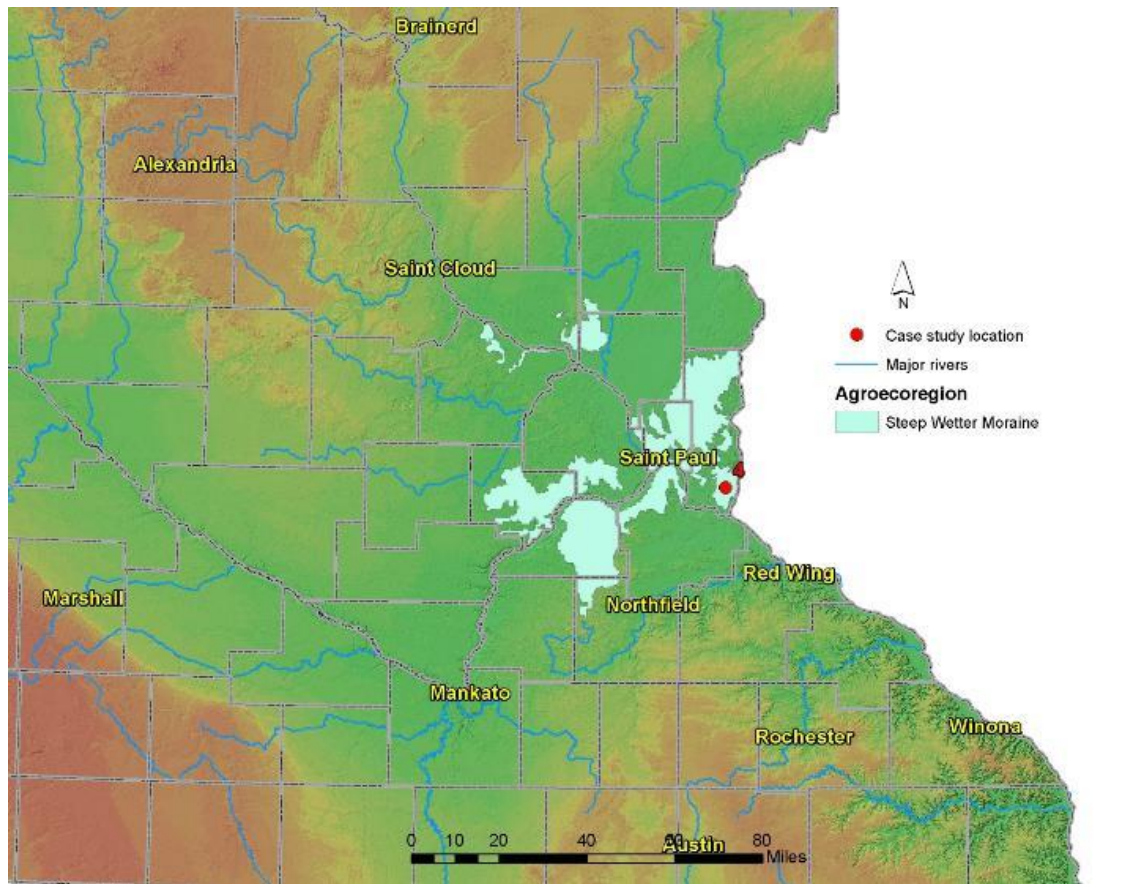 Brainerd
Alexandria
Saint Cloud
N
Case study location
Major rivers
Agroecoregion
Steep Wetter Moraine
Saint Paul
Red Wing
Marshall
Northfield
Mankato
Winona
Rochester
0 10 20 40 60 80
Austin
Miles